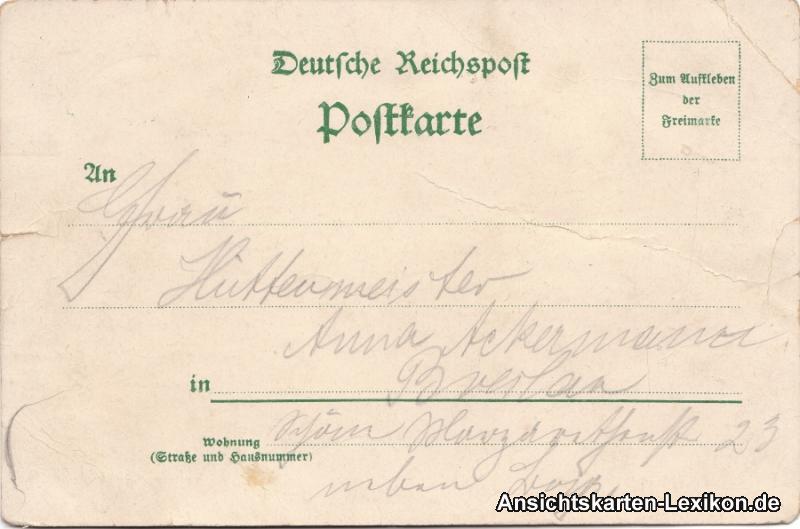 Deutsche Reichspost
Postkarte
Zum Aufkleben
der
Freimarke
An
Frau
Hüttenmeister
Anna Ackermann
in Breslau
Wohnung
(Straße und Hausnummer)
23
neben
Ansichtskarten-Lexikon.de